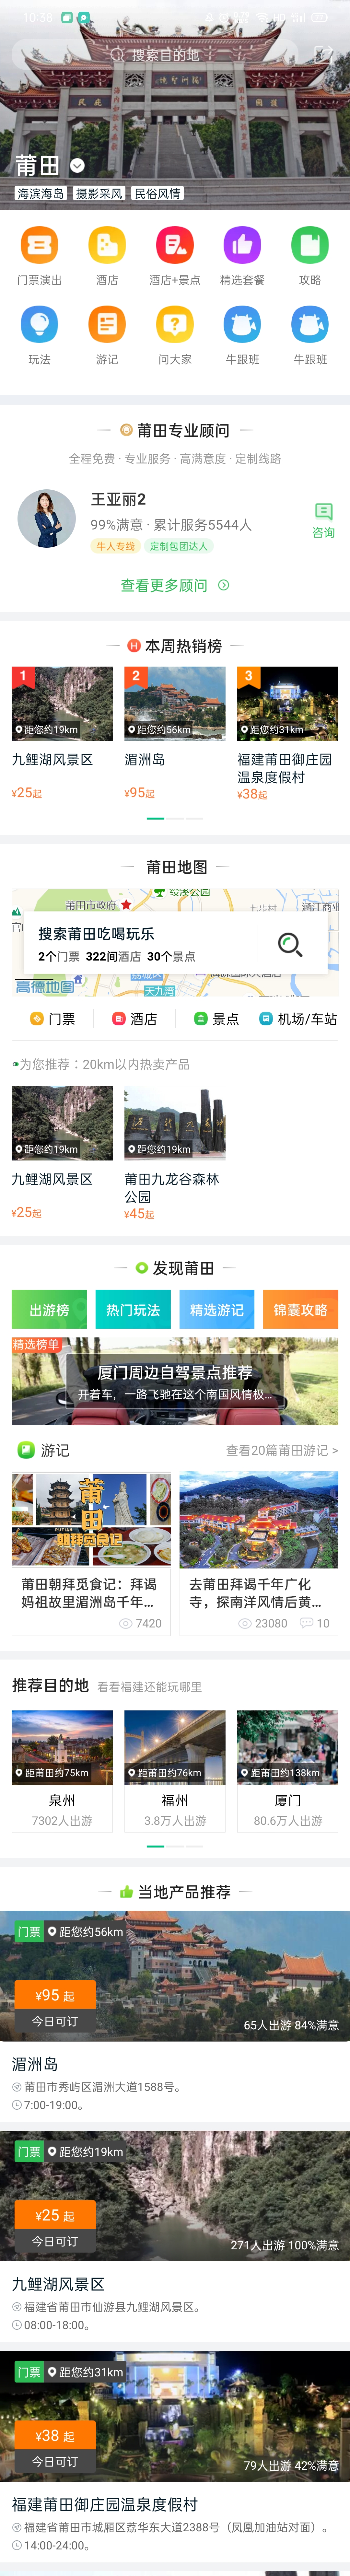 10:58
搜索目的地
莆田
海滨海岛 摄影采风 民俗风情
门票演出 酒店 酒店+景点 精选套餐 攻略
玩法 游记 问大家 牛跟班 牛跟班
莆田专业顾问
全程免费 · 专业服务 · 高满意度 · 定制线路
王亚丽2
99%满意 · 累计服务5544人
牛人专线 定制包团达人
咨询
查看更多顾问
H 本周热销榜
1 2 3
距您约19km 距您约56km 距您约31km
九鲤湖风景区 湄洲岛 福建莆田御庄园
温泉度假村
¥25起 ¥95起 ¥38起
莆田地图
莆田市政府 绶溪公园
搜索莆田吃喝玩乐
2个门票 322间酒店 30个景点
高德地图 天九湾
门票 酒店 景点 机场/车站
为您推荐：20km以内热卖产品
距您约19km 距您约19km
九鲤湖风景区 莆田九龙谷森林
公园
¥25起 ¥45起
发现莆田
出游榜 热门玩法 精选游记 锦囊攻略
精选榜单
厦门周边自驾景点推荐
开着车，一路飞驰在这个南国风情极...
游记 查看20篇莆田游记 >
莆田
PUTIAN
朝拜觅食记
莆田朝拜觅食记：拜谒 去莆田拜谒千年广化
妈祖故里湄洲岛千年... 寺，探南洋风情后黄...
7420 23080 10
推荐目的地 看看福建还能玩哪里
距莆田约75km 距莆田约76km 距莆田约138km
泉州 福州 厦门
7302人出游 3.8万人出游 80.6万人出游
当地产品推荐
门票 距您约56km
¥95 起
今日可订
65人出游 84%满意
湄洲岛
莆田市秀屿区湄洲大道1588号。
7:00-19:00。
门票 距您约19km
¥25 起
今日可订
271人出游 100%满意
九鲤湖风景区
福建省莆田市仙游县九鲤湖风景区。
08:00-18:00。
门票 距您约31km
¥38 起
今日可订
79人出游 42%满意
福建莆田御庄园温泉度假村
福建省莆田市城厢区荔华东大道2388号（凤凰加油站对面）。
14:00-24:00。